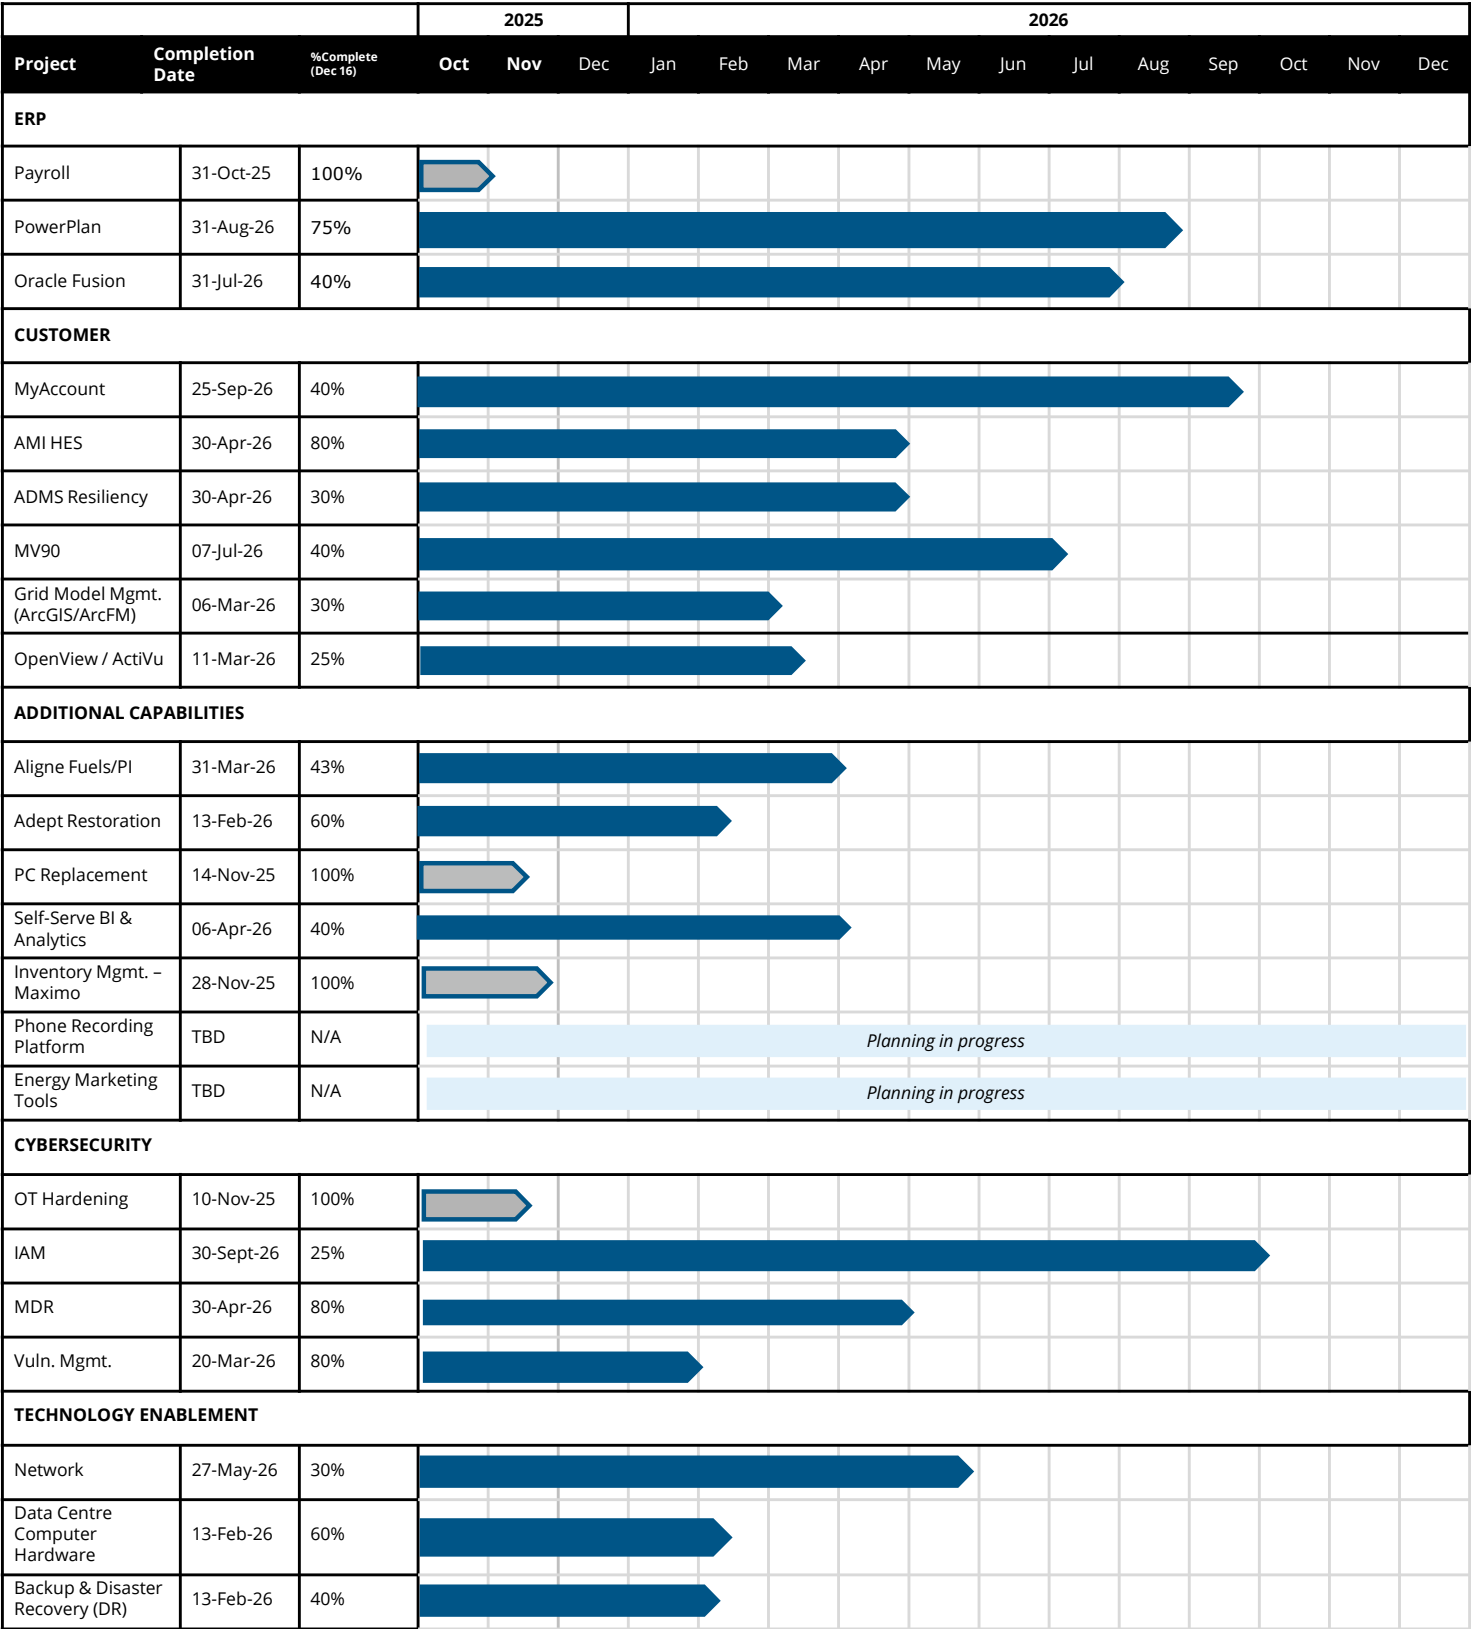 2025 2026
Project Completion Date %Complete (Dec 16) Oct Nov Dec Jan Feb Mar Apr May Jun Jul Aug Sep Oct Nov Dec
ERP
Payroll 31-Oct-25 100%
PowerPlan 31-Aug-26 75%
Oracle Fusion 31-Jul-26 40%
CUSTOMER
MyAccount 25-Sep-26 40%
AMI HES 30-Apr-26 80%
ADMS Resiliency 30-Apr-26 30%
MV90 07-Jul-26 40%
Grid Model Mgmt. (ArcGIS/ArcFM) 06-Mar-26 30%
OpenView / ActiVu 11-Mar-26 25%
ADDITIONAL CAPABILITIES
Aligne Fuels/PI 31-Mar-26 43%
Adept Restoration 13-Feb-26 60%
PC Replacement 14-Nov-25 100%
Self-Serve BI & Analytics 06-Apr-26 40%
Inventory Mgmt. – Maximo 28-Nov-25 100%
Phone Recording Platform TBD N/A Planning in progress
Energy Marketing Tools TBD N/A Planning in progress
CYBERSECURITY
OT Hardening 10-Nov-25 100%
IAM 30-Sept-26 25%
MDR 30-Apr-26 80%
Vuln. Mgmt. 20-Mar-26 80%
TECHNOLOGY ENABLEMENT
Network 27-May-26 30%
Data Centre Computer Hardware 13-Feb-26 60%
Backup & Disaster Recovery (DR) 13-Feb-26 40%